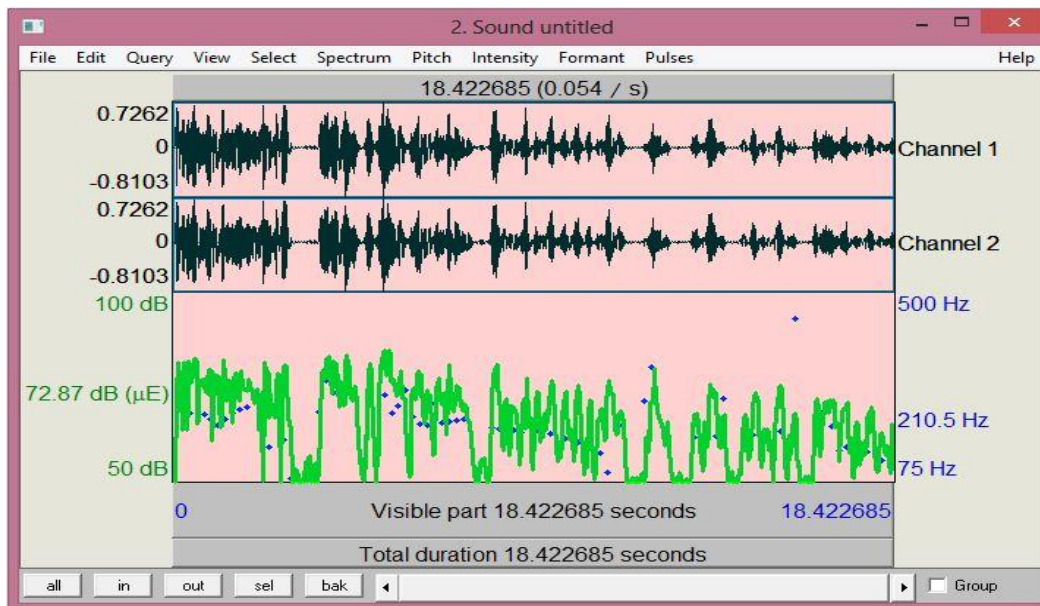 2. Sound untitled
File Edit Query View Select Spectrum Pitch Intensity Formant Pulses Help
18.422685 (0.054 / s)
0.7262
0
-0.8103
Channel 1
0.7262
0
-0.8103
Channel 2
100 dB
500 Hz
72.87 dB (µE)
210.5 Hz
50 dB
75 Hz
0 Visible part 18.422685 seconds 18.422685
Total duration 18.422685 seconds
all in out sel bak Group